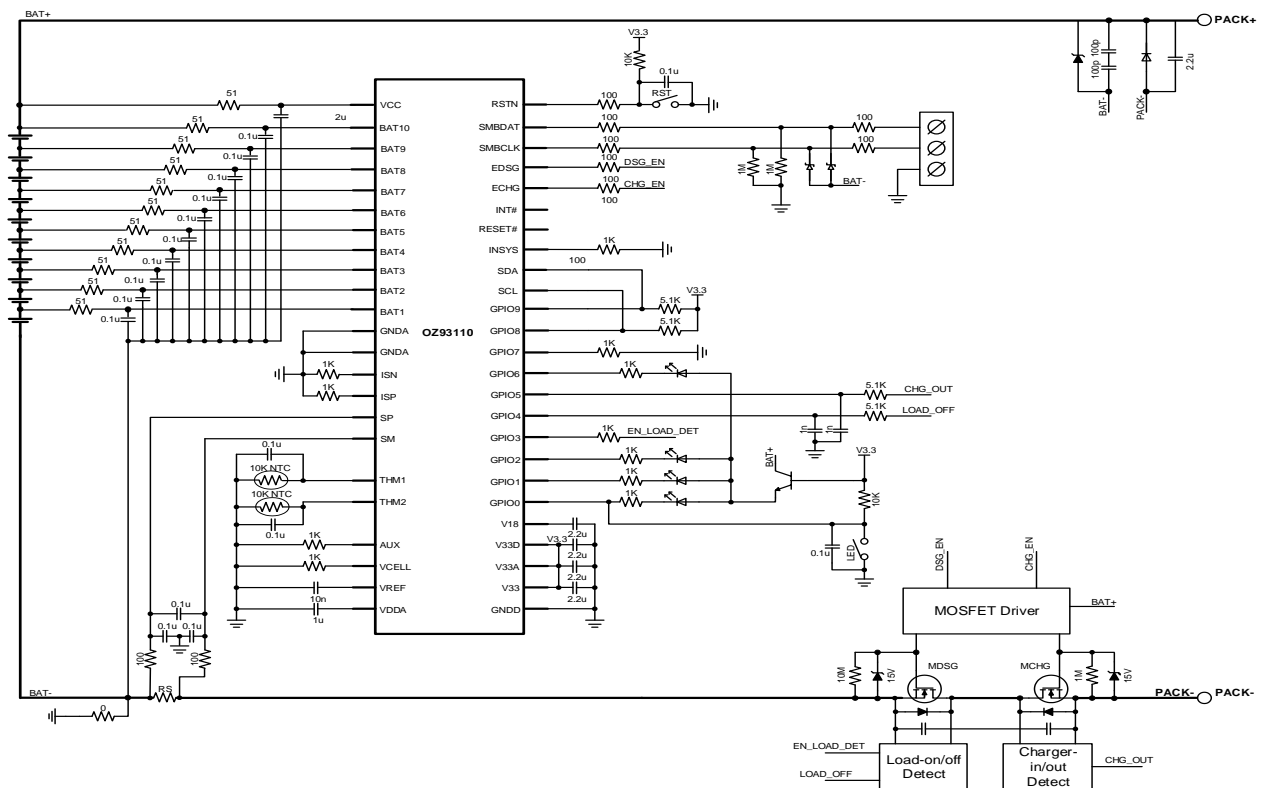 BAT+
PACK+
V3.3
10K
0.1u
RST
100p 100p
2.2u
BAT-
PACK-
51
VCC
RSTN
100
2u
51
BAT10
SMBDAT
100
100
0.1u
51
BAT9
SMBCLK
100
100
0.1u
51
BAT8
EDSG
100
DSG_EN
1M
1M
BAT-
0.1u
51
BAT7
ECHG
100
CHG_EN
100
0.1u
51
BAT6
INT#
0.1u
51
BAT5
RESET#
0.1u
51
BAT4
INSYS
1K
100
0.1u
51
BAT3
SDA
0.1u
51
BAT2
SCL
V3.3
0.1u
51
BAT1
GPIO9
5.1K
0.1u
GNDA
OZ93110
GPIO8
5.1K
GNDA
GPIO7
1K
1K
ISN
GPIO6
1K
1K
ISP
GPIO5
5.1K
CHG_OUT
SP
GPIO4
5.1K
LOAD_OFF
1n
1n
SM
GPIO3
1K
EN_LOAD_DET
0.1u
GPIO2
1K
BAT+
V3.3
10K NTC
THM1
GPIO1
1K
10K NTC
THM2
GPIO0
1K
10K
0.1u
V18
2.2u
1K
AUX
V3.3
V33D
2.2u
0.1u
LED
1K
VCELL
V33A
2.2u
10n
VREF
V33
2.2u
1u
VDDA
GNDD
DSG_EN
CHG_EN
MOSFET Driver
BAT+
0.1u
0.1u
0.1u
100
100
10M
15V
MDSG
MCHG
1M
15V
BAT-
RS
PACK-
PACK-
0
EN_LOAD_DET
LOAD_OFF
Load-on/off
Detect
Charger-
in/out
Detect
CHG_OUT